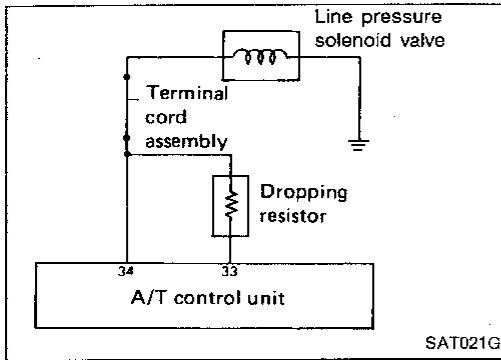 Line pressure
solenoid valve
Terminal
cord
assembly
Dropping
resistor
34 33
A/T control unit
SAT021G